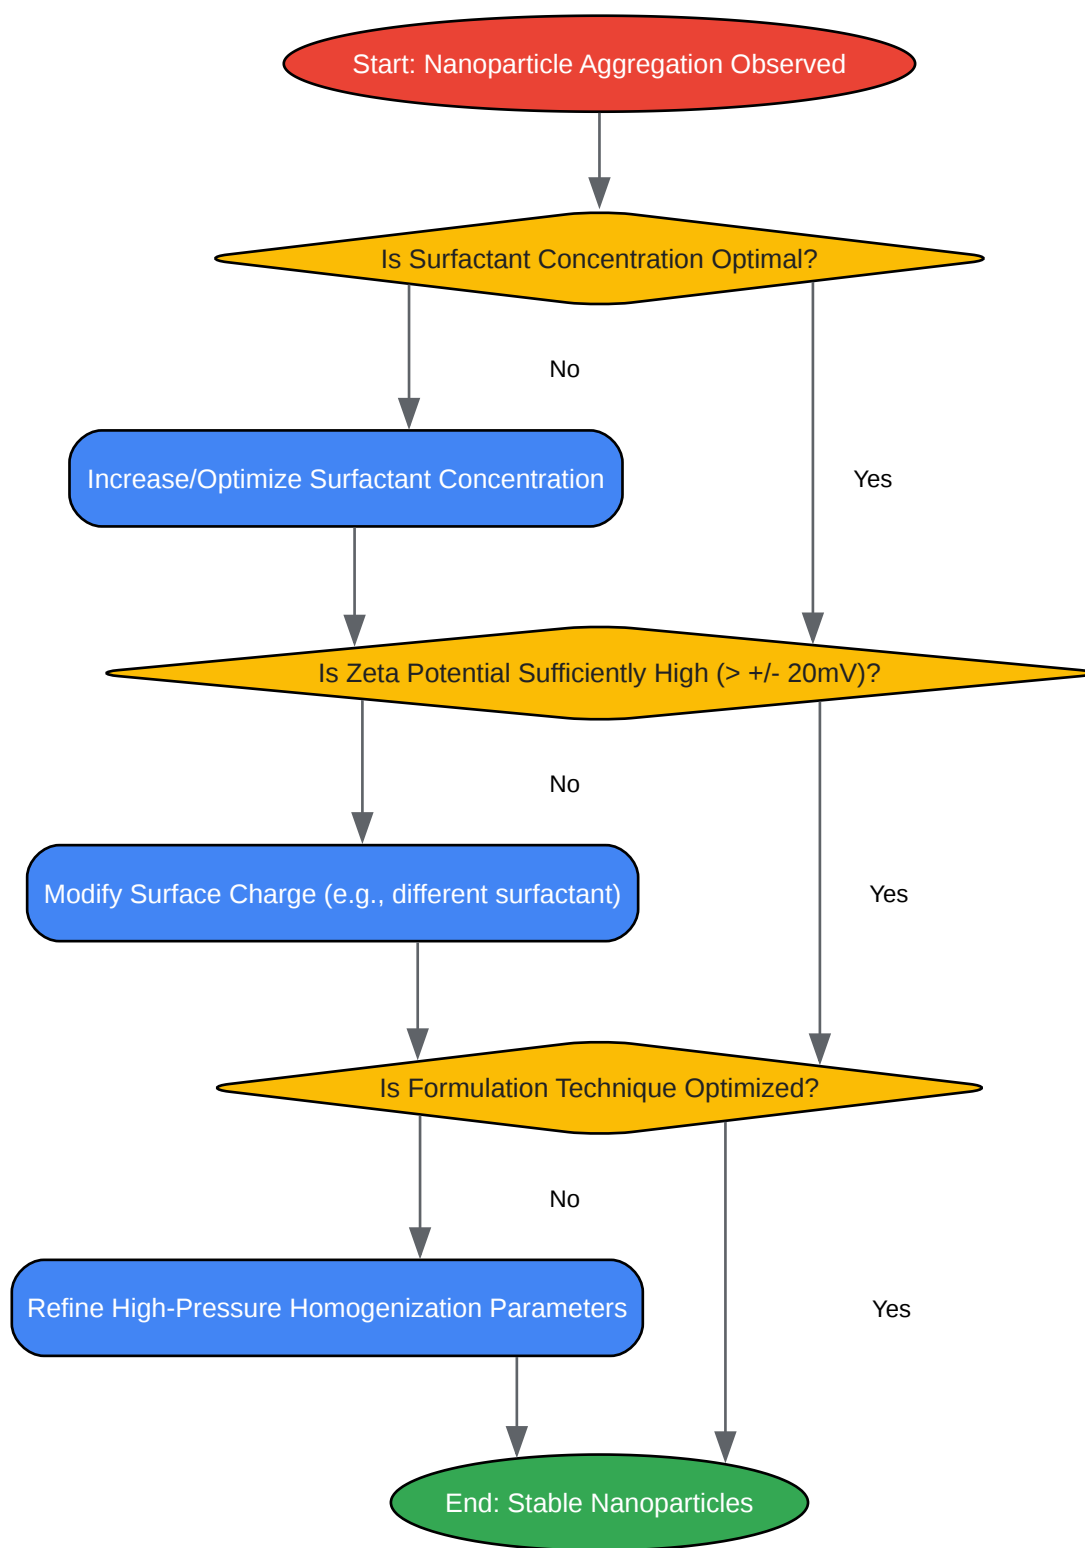 Start: Nanoparticle Aggregation Observed
Is Surfactant Concentration Optimal?
No
Increase/Optimize Surfactant Concentration
Yes
Is Zeta Potential Sufficiently High (> +/- 20mV)?
No
Modify Surface Charge (e.g., different surfactant)
Yes
Is Formulation Technique Optimized?
No
Refine High-Pressure Homogenization Parameters
Yes
End: Stable Nanoparticles